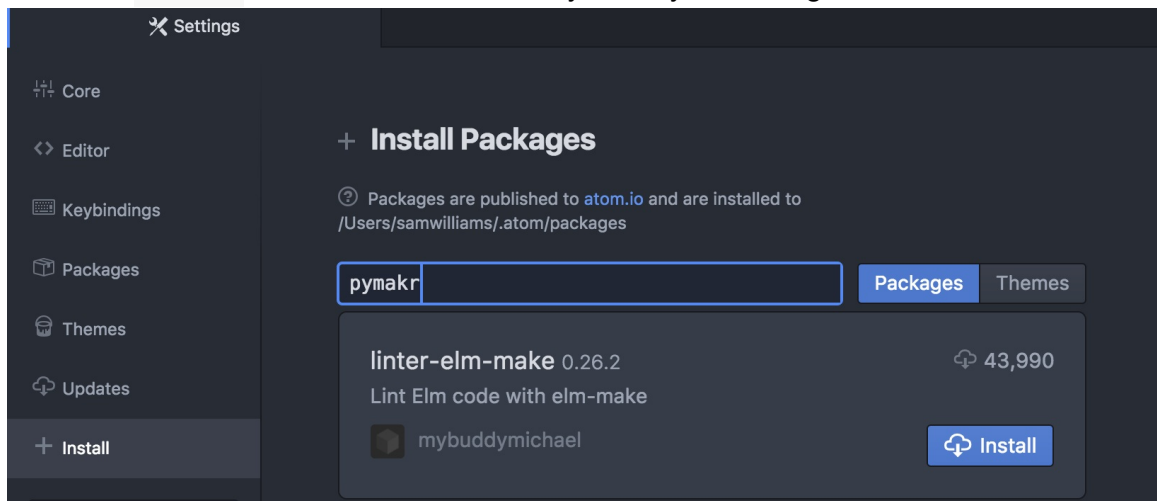 Settings
Core
Editor
Keybindings
Packages
Themes
Updates
Install
Install Packages
Packages are published to atom.io and are installed to
/Users/samwilliams/.atom/packages
pymakr
Packages Themes
linter-elm-make 0.26.2 43,990
Lint Elm code with elm-make
mybuddymichael Install